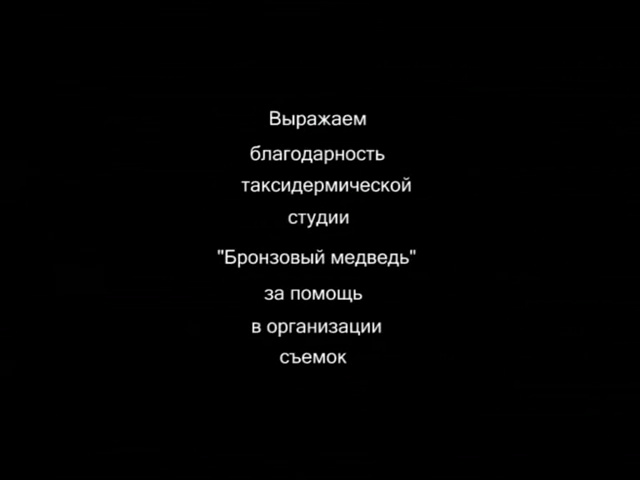 Выражаем
благодарность
таксидермической
студии
"Бронзовый медведь"
за помощь
в организации
съемок